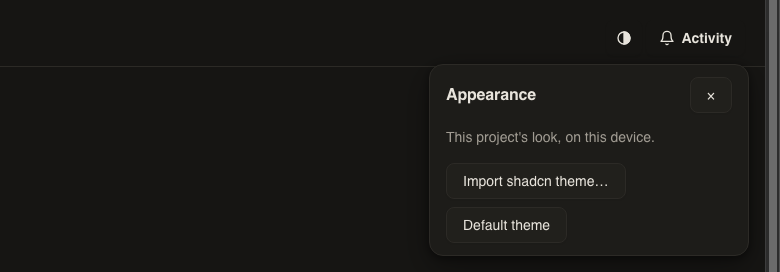 Activity
Appearance
×
This project's look, on this device.
Import shadcn theme…
Default theme